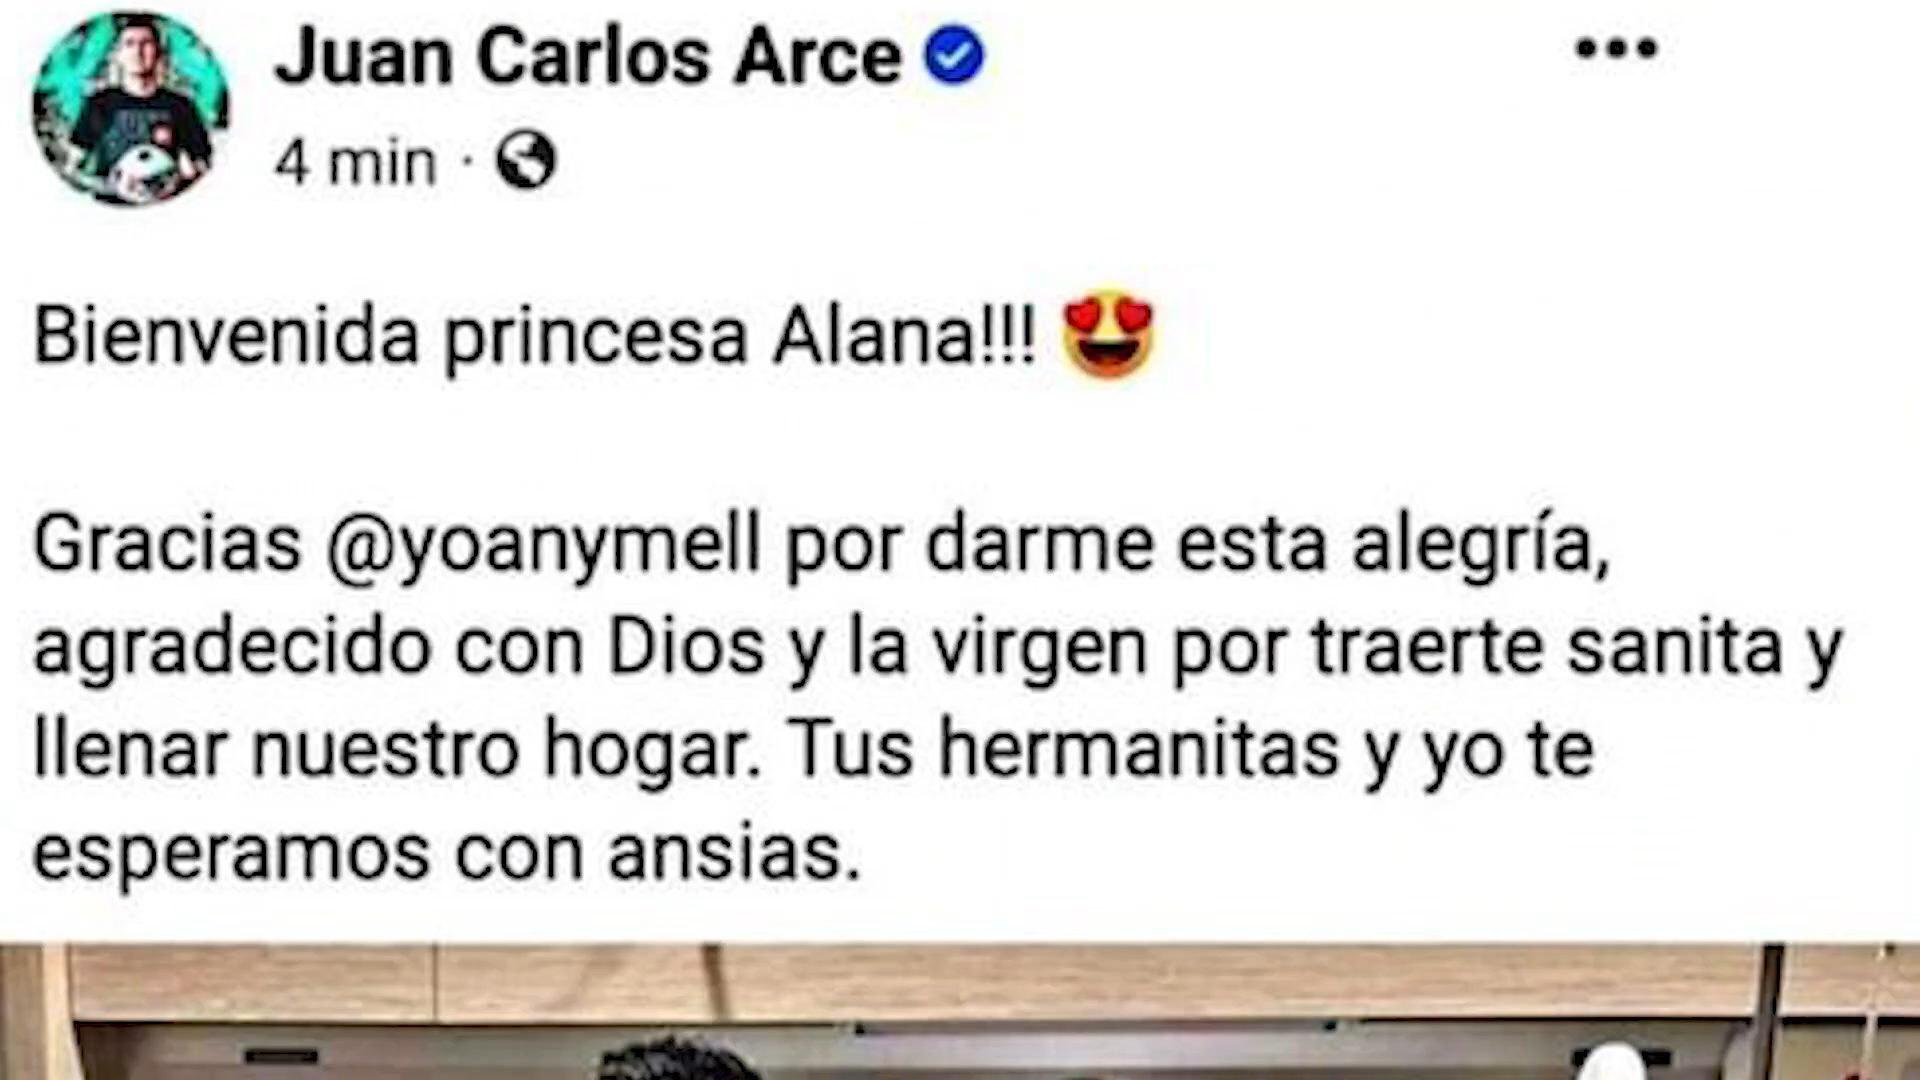 Juan Carlos Arce
4 min ·
Bienvenida princesa Alana!!! 😍
Gracias @yoanymell por darme esta alegría,
agradecido con Dios y la virgen por traerte sanita y
llenar nuestro hogar. Tus hermanitas y yo te
esperamos con ansias.